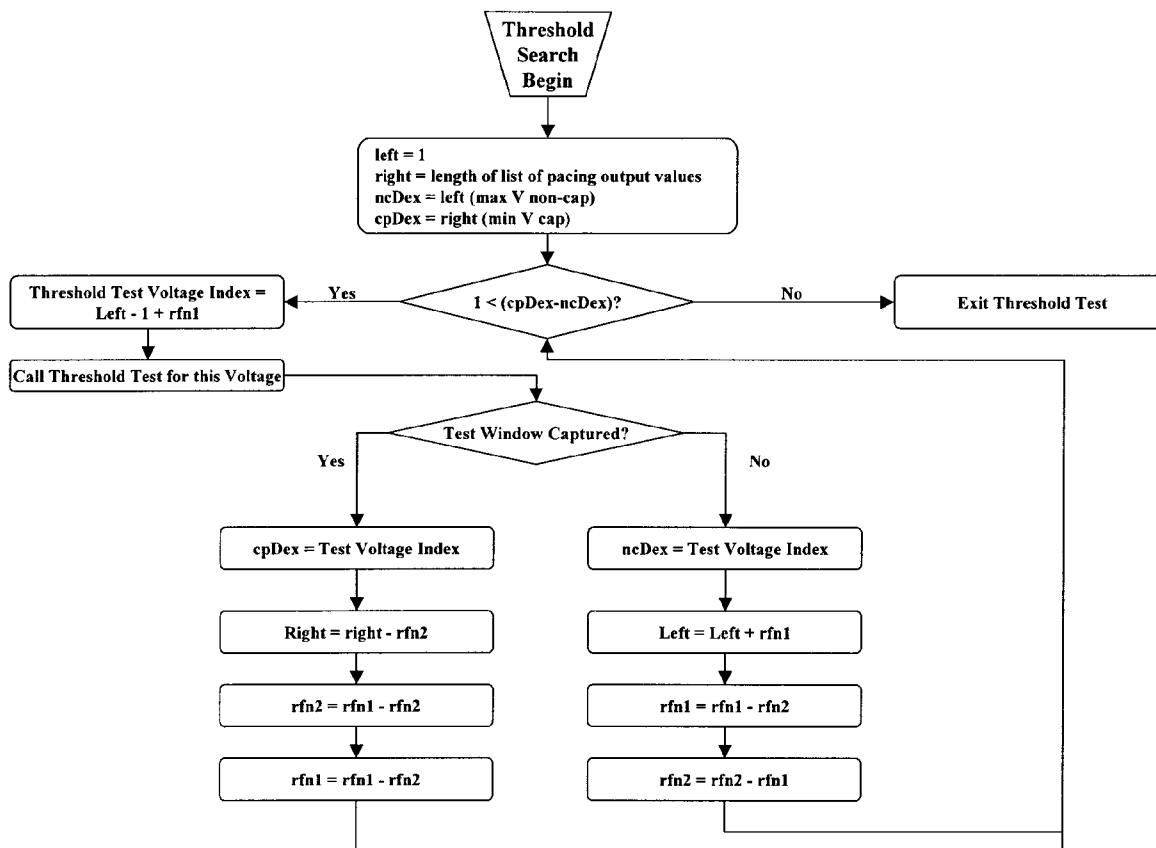 Threshold
Search
Begin
left = 1
right = length of list of pacing output values
ncDex = left (max V non-cap)
cpDex = right (min V cap)
1 < (cpDex-ncDex)?
Yes
No
Threshold Test Voltage Index =
Left - 1 + rfn1
Exit Threshold Test
Call Threshold Test for this Voltage
Test Window Captured?
Yes
No
cpDex = Test Voltage Index
ncDex = Test Voltage Index
Right = right - rfn2
Left = Left + rfn1
rfn2 = rfn1 - rfn2
rfn1 = rfn1 - rfn2
rfn1 = rfn1 - rfn2
rfn2 = rfn2 - rfn1